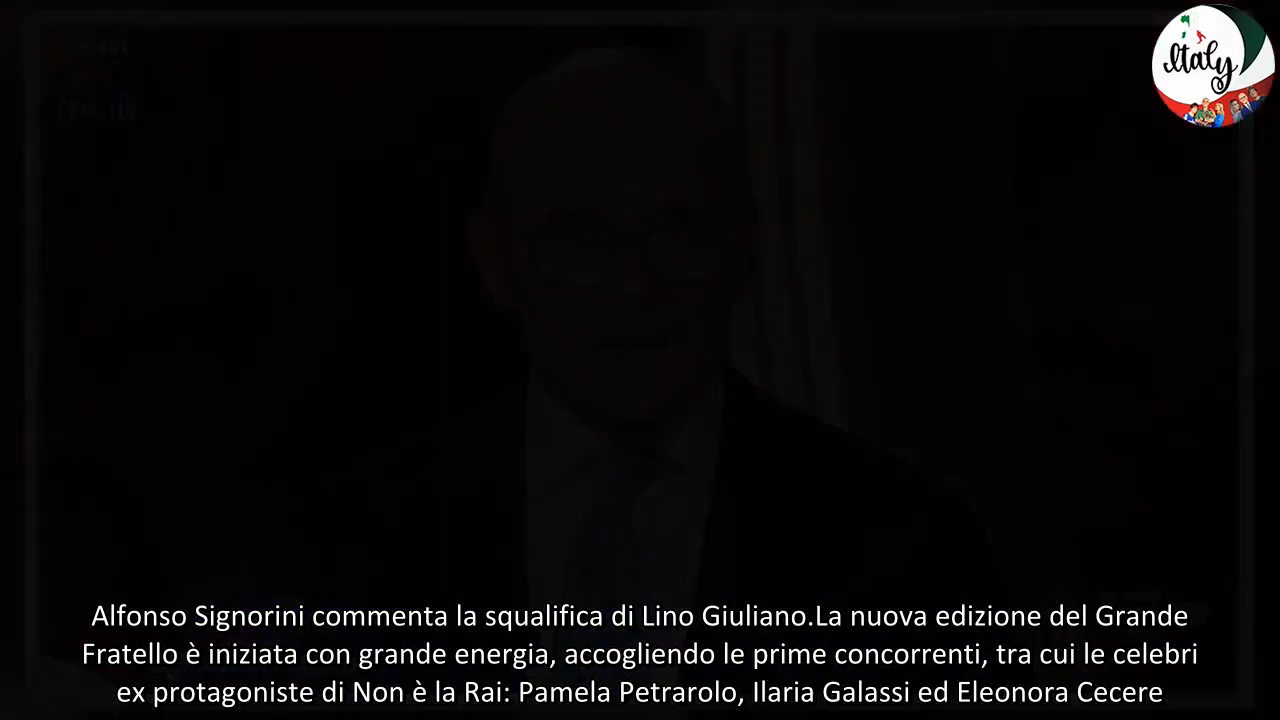 Italy
Alfonso Signorini commenta la squalifica di Lino Giuliano.La nuova edizione del Grande
Fratello è iniziata con grande energia, accogliendo le prime concorrenti, tra cui le celebri
ex protagoniste di Non è la Rai: Pamela Petrarolo, Ilaria Galassi ed Eleonora Cecere